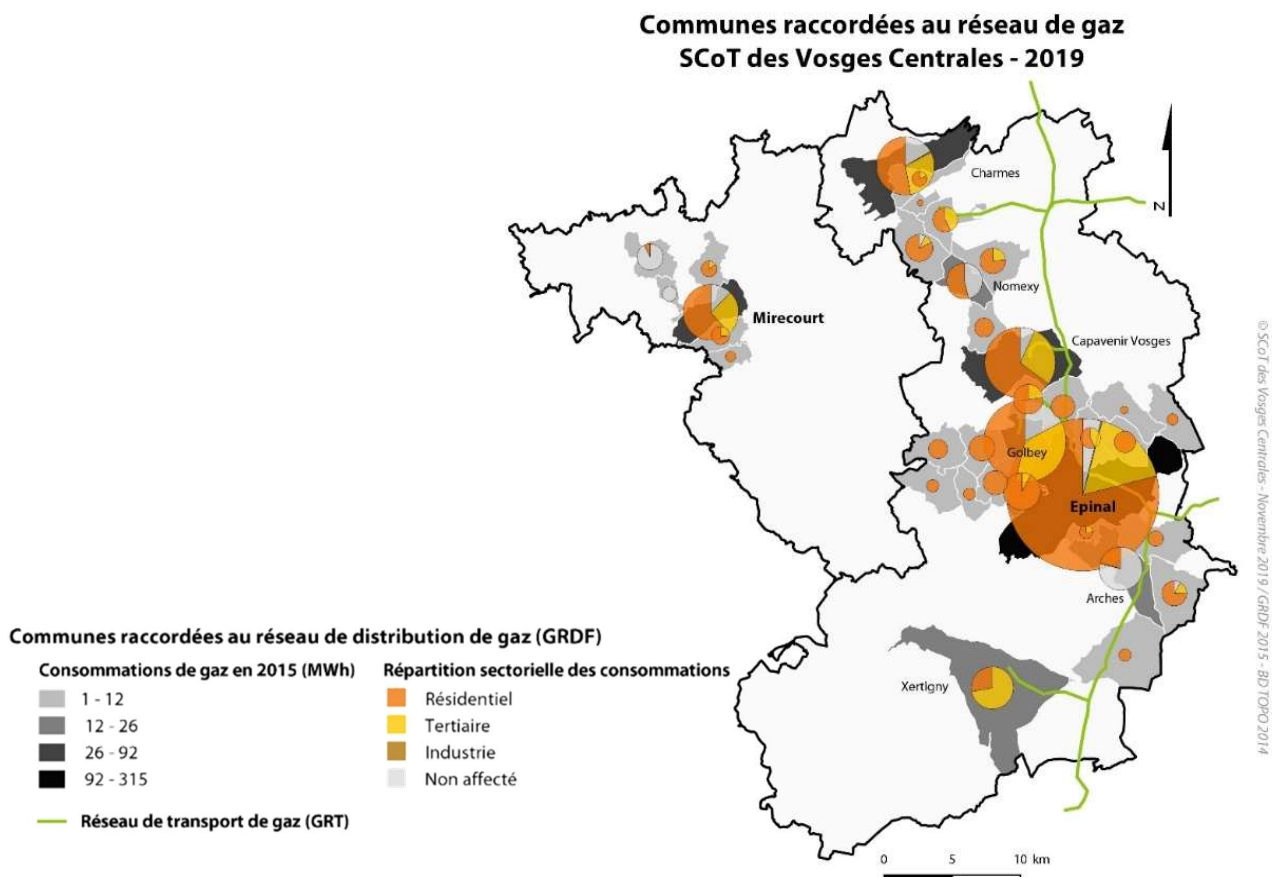 Communes raccordées au réseau de gaz
SCoT des Vosges Centrales - 2019
N
Charmes
Nomexy
Mirecourt
Capavenir Vosges
Golbey
Epinal
Arches
Xertigny
Communes raccordées au réseau de distribution de gaz (GRDF)
Consommations de gaz en 2015 (MWh)
1 - 12
12 - 26
26 - 92
92 - 315
Répartition sectorielle des consommations
Résidentiel
Tertiaire
Industrie
Non affecté
Réseau de transport de gaz (GRT)
0 5 10 km
© SCoT des Vosges Centrales - Novembre 2019 / GRDF 2015 - BD TOPO 2014